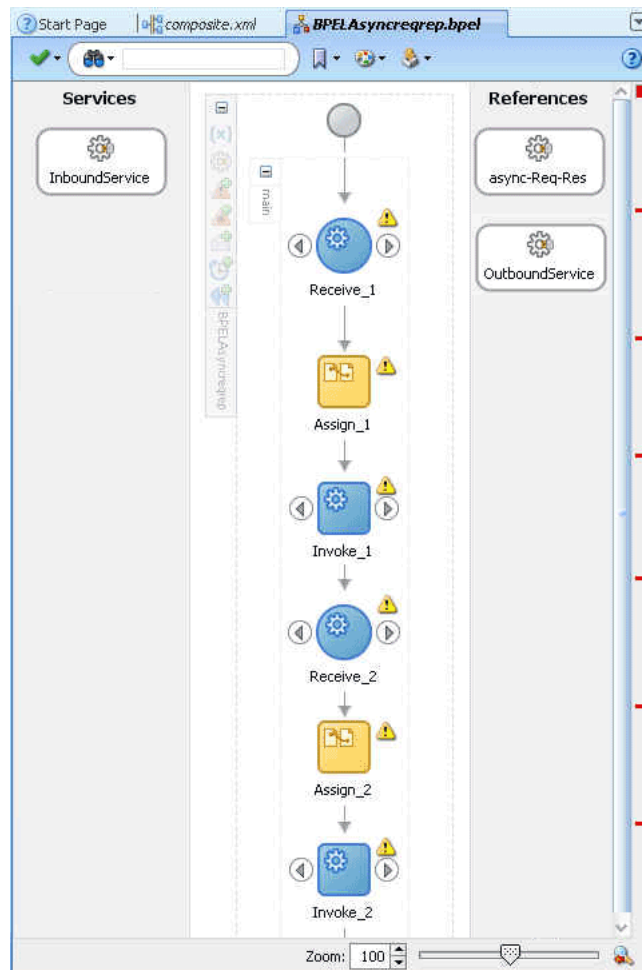 Start Page composite.xml BPELAsyncreqrep.bpel
Services
References
InboundService
async-Req-Res
OutboundService
main
BPELAsyncreqrep
Receive_1
Assign_1
Invoke_1
Receive_2
Assign_2
Invoke_2
Zoom: 100